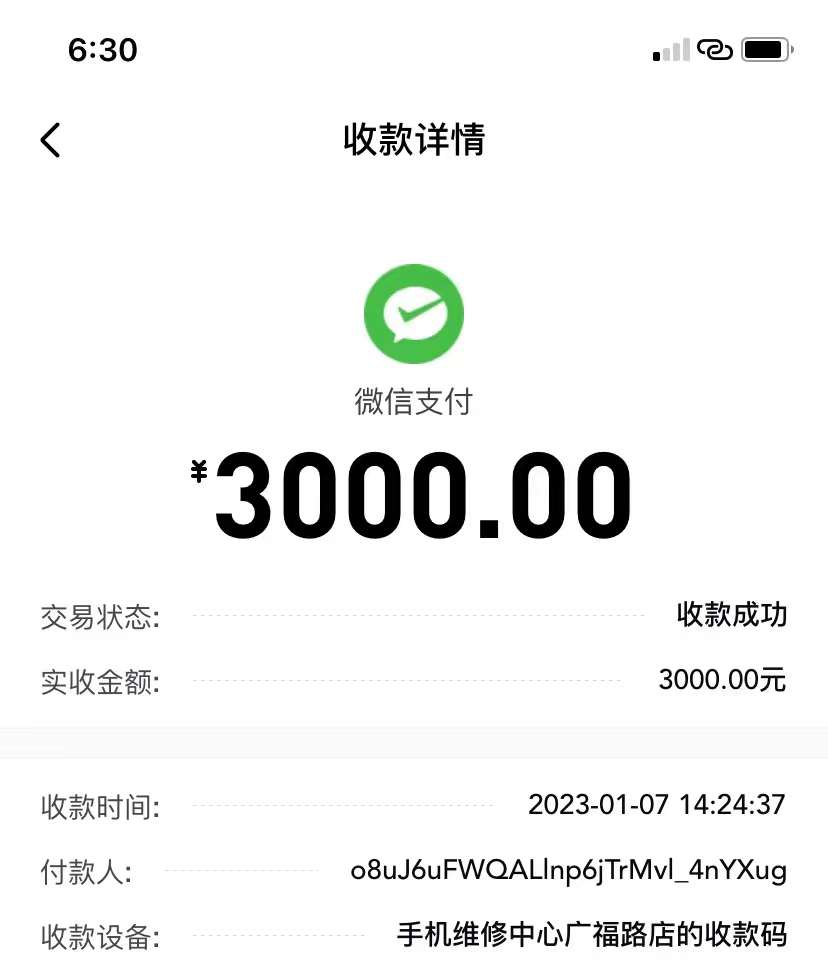 6:30
收款详情
微信支付
¥3000.00
交易状态: 收款成功
实收金额: 3000.00元
收款时间: 2023-01-07 14:24:37
付款人: o8uJ6uFWQALlnp6jTrMvl_4nYXug
收款设备: 手机维修中心广福路店的收款码